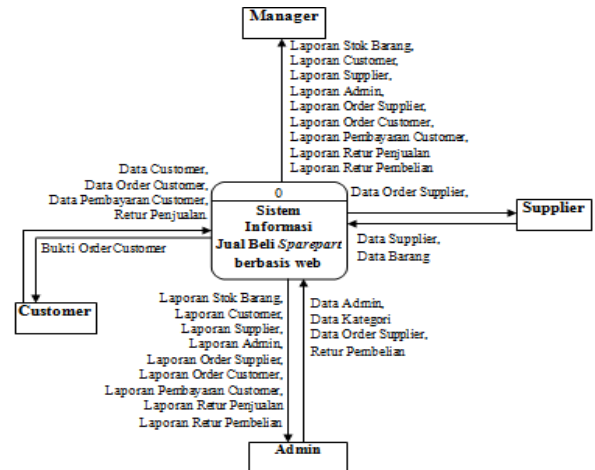 Manager
Laporan Stok Barang,
Laporan Customer,
Laporan Supplier,
Laporan Admin,
Laporan Order Supplier,
Laporan Order Customer,
Laporan Pembayaran Customer,
Laporan Retur Penjualan
Laporan Retur Pembelian
Data Customer,
Data Order Customer,
Data Pembayaran Customer,
Retur Penjualan
0
Sistem
Informasi
Jual Beli Sparepart
berbasis web
Data Order Supplier,
Supplier
Data Supplier,
Data Barang
Bukti Order Customer
Customer
Laporan Stok Barang,
Laporan Customer,
Laporan Supplier,
Laporan Admin,
Laporan Order Supplier,
Laporan Order Customer,
Laporan Pembayaran Customer,
Laporan Retur Penjualan
Laporan Retur Pembelian
Data Admin,
Data Kategori
Data Order Supplier,
Retur Pembelian
Admin